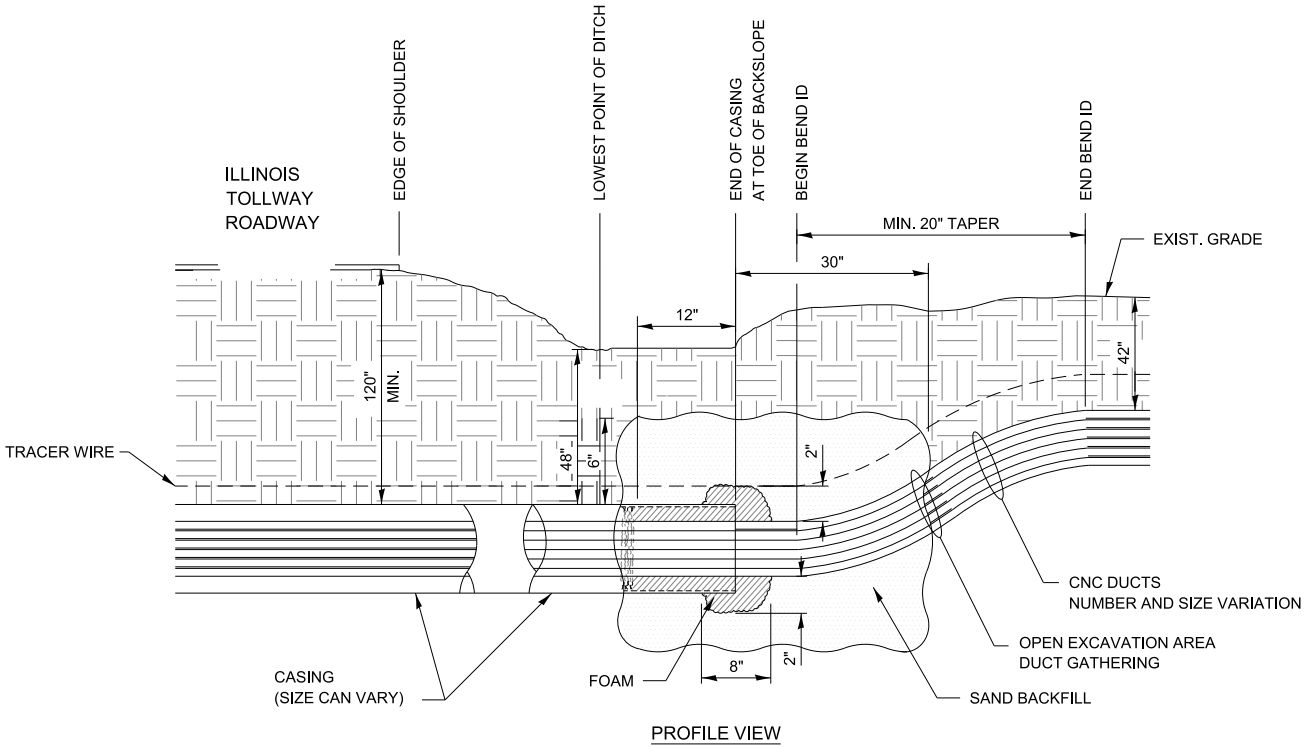 EDGE OF SHOULDER
LOWEST POINT OF DITCH
END OF CASING
AT TOE OF BACKSLOPE
BEGIN BEND ID
END BEND ID
ILLINOIS
TOLLWAY
ROADWAY
MIN. 20" TAPER
EXIST. GRADE
30"
12"
120"
MIN.
42"
48"
6"
2"
TRACER WIRE
CNC DUCTS
NUMBER AND SIZE VARIATION
OPEN EXCAVATION AREA
DUCT GATHERING
2"
8"
CASING
(SIZE CAN VARY)
FOAM
SAND BACKFILL
PROFILE VIEW